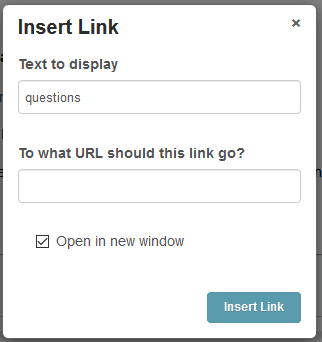 Insert Link
×
Text to display
questions
To what URL should this link go?
Open in new window
Insert Link